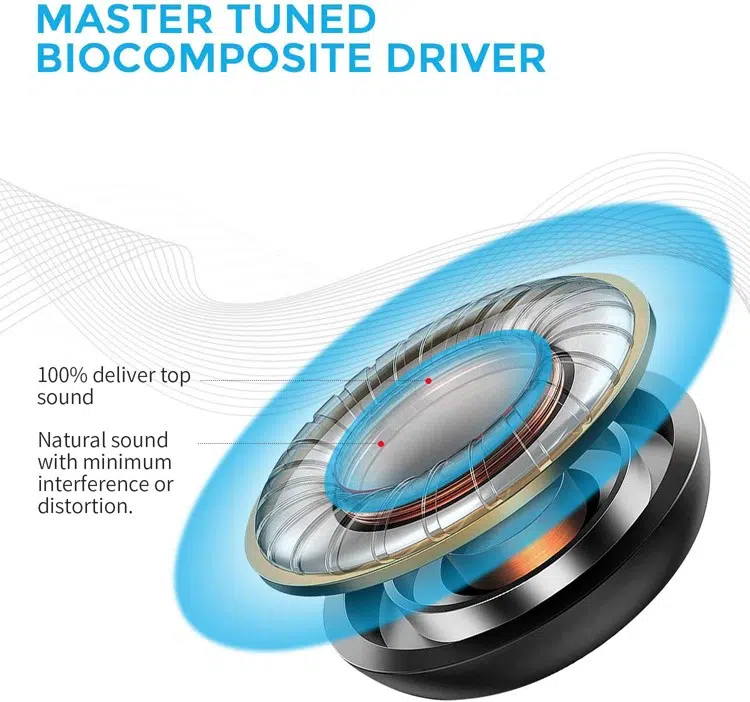 MASTER TUNED
BIOCOMPOSITE DRIVER
100% deliver top
sound
Natural sound
with minimum
interference or
distortion.